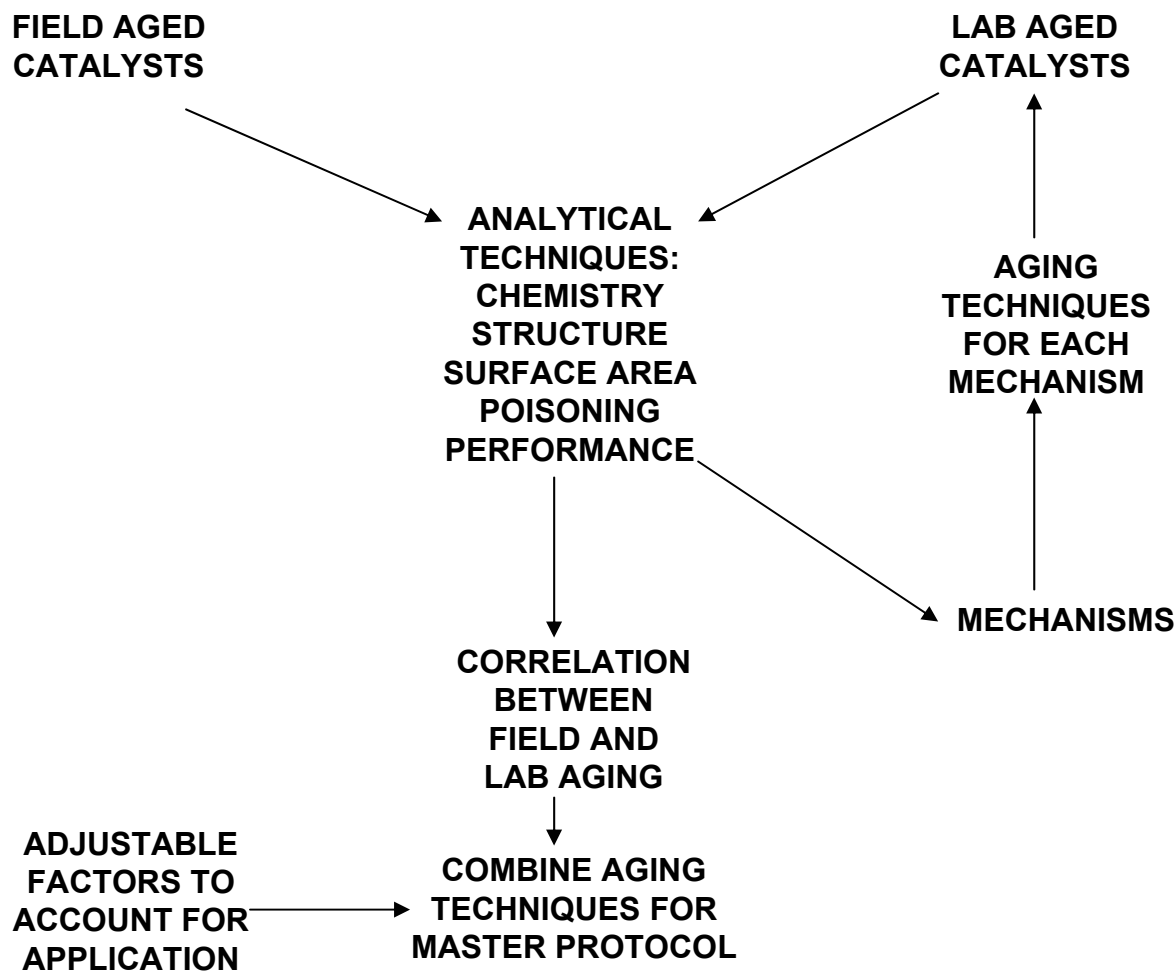 FIELD AGED
CATALYSTS
LAB AGED
CATALYSTS
ANALYTICAL
TECHNIQUES:
CHEMISTRY
STRUCTURE
SURFACE AREA
POISONING
PERFORMANCE
AGING
TECHNIQUES
FOR EACH
MECHANISM
MECHANISMS
CORRELATION
BETWEEN
FIELD AND
LAB AGING
ADJUSTABLE
FACTORS TO
ACCOUNT FOR
APPLICATION
COMBINE AGING
TECHNIQUES FOR
MASTER PROTOCOL